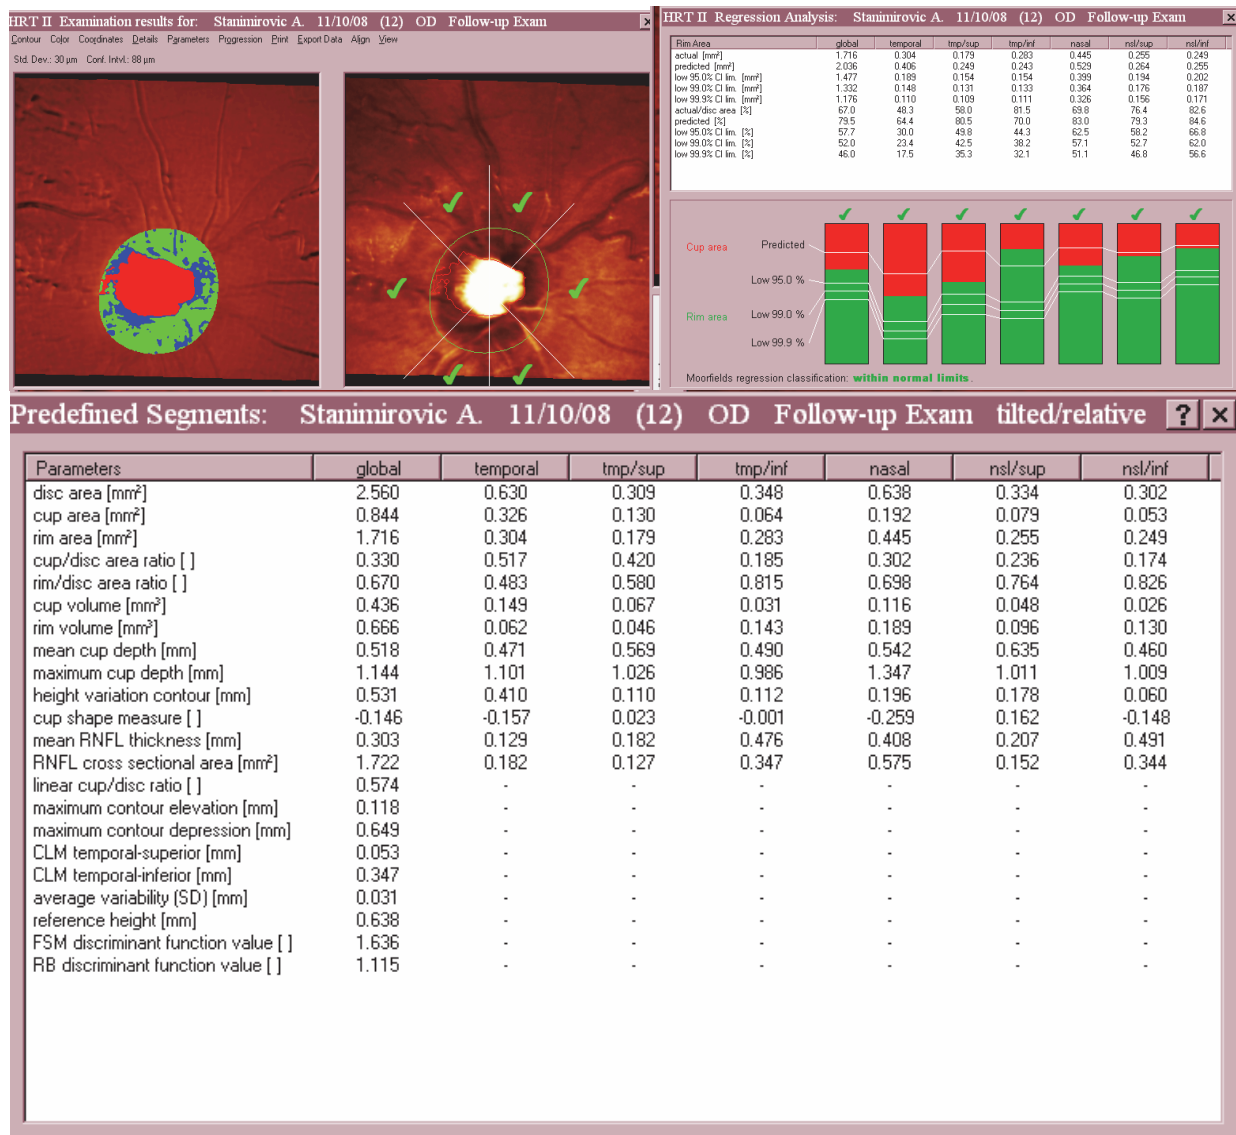 HRT II Examination results for: Stanimirovic A. 11/10/08 (12) OD Follow-up Exam
Contour Color Coordinates Details Parameters Progression Print Export Data Align View
Std. Dev.: 30 µm Conf. Intvl.: 88 µm
HRT II Regression Analysis: Stanimirovic A. 11/10/08 (12) OD Follow-up Exam
Rim Area global temporal tmp/sup tmp/inf nasal nsl/sup nsl/inf
actual [mm²] 1.716 0.304 0.179 0.283 0.445 0.255 0.249
predicted [mm²] 2.036 0.406 0.249 0.243 0.529 0.264 0.255
low 95.0% CI lim. [mm²] 1.477 0.189 0.154 0.154 0.399 0.194 0.202
low 99.0% CI lim. [mm²] 1.332 0.148 0.131 0.133 0.364 0.176 0.187
low 99.9% CI lim. [mm²] 1.176 0.110 0.109 0.111 0.326 0.156 0.171
actual/disc area [%] 67.0 48.3 58.0 81.5 69.8 76.4 82.6
predicted [%] 79.5 64.4 80.5 70.0 83.0 79.3 84.6
low 95.0% CI lim. [%] 57.7 30.0 49.8 44.3 62.5 58.2 66.8
low 99.0% CI lim. [%] 52.0 23.4 42.5 38.2 57.1 52.7 62.0
low 99.9% CI lim. [%] 46.0 17.5 35.3 32.1 51.1 46.8 56.6
Cup area
Predicted
Low 95.0 %
Rim area
Low 99.0 %
Low 99.9 %
Moorfields regression classification: within normal limits.
Predefined Segments: Stanimirovic A. 11/10/08 (12) OD Follow-up Exam tilted/relative ? ×
Parameters global temporal tmp/sup tmp/inf nasal nsl/sup nsl/inf
disc area [mm²] 2.560 0.630 0.309 0.348 0.638 0.334 0.302
cup area [mm²] 0.844 0.326 0.130 0.064 0.192 0.079 0.053
rim area [mm²] 1.716 0.304 0.179 0.283 0.445 0.255 0.249
cup/disc area ratio [ ] 0.330 0.517 0.420 0.185 0.302 0.236 0.174
rim/disc area ratio [ ] 0.670 0.483 0.580 0.815 0.698 0.764 0.826
cup volume [mm³] 0.436 0.149 0.067 0.031 0.116 0.048 0.026
rim volume [mm³] 0.666 0.062 0.046 0.143 0.189 0.096 0.130
mean cup depth [mm] 0.518 0.471 0.569 0.490 0.542 0.635 0.460
maximum cup depth [mm] 1.144 1.101 1.026 0.986 1.347 1.011 1.009
height variation contour [mm] 0.531 0.410 0.110 0.112 0.196 0.178 0.060
cup shape measure [ ] -0.146 -0.157 0.023 -0.001 -0.259 0.162 -0.148
mean RNFL thickness [mm] 0.303 0.129 0.182 0.476 0.408 0.207 0.491
RNFL cross sectional area [mm²] 1.722 0.182 0.127 0.347 0.575 0.152 0.344
linear cup/disc ratio [ ] 0.574 - - - - - -
maximum contour elevation [mm] 0.118 - - - - - -
maximum contour depression [mm] 0.649 - - - - - -
CLM temporal-superior [mm] 0.053 - - - - - -
CLM temporal-inferior [mm] 0.347 - - - - - -
average variability (SD) [mm] 0.031 - - - - - -
reference height [mm] 0.638 - - - - - -
FSM discriminant function value [ ] 1.636 - - - - - -
RB discriminant function value [ ] 1.115 - - - - - -